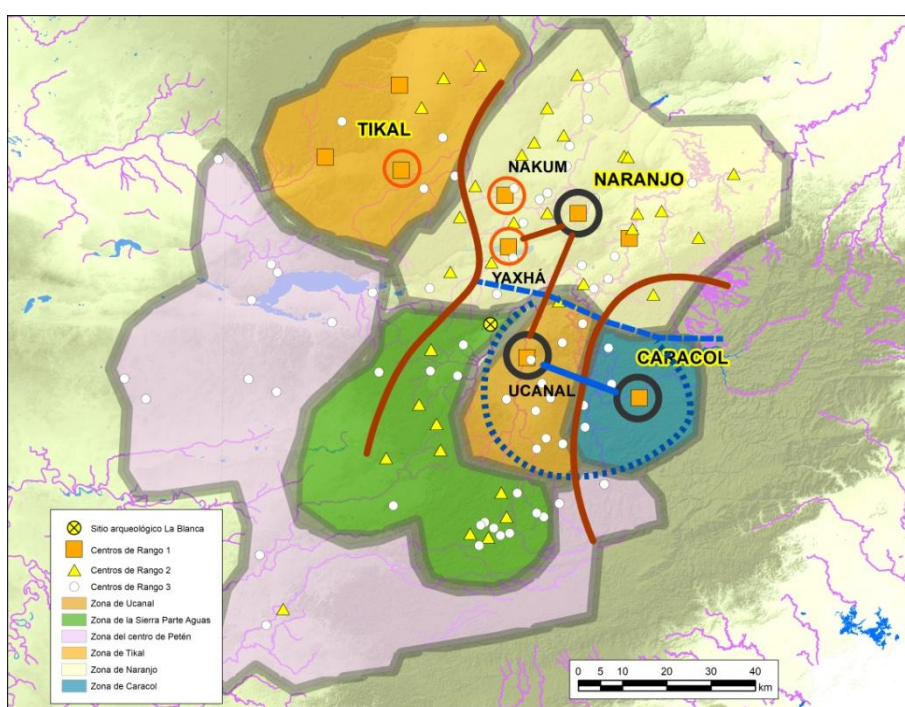 TIKAL
NAKUM
NARANJO
YAXHÁ
CARACOL
UCANAL
Sitio arqueológico La Blanca
Centros de Rango 1
Centros de Rango 2
Centros de Rango 3
Zona de Ucanal
Zona de la Sierra Parte Aguas
Zona del centro de Petén
Zona de Tikal
Zona de Naranjo
Zona de Caracol
0 5 10 20 30 40
km